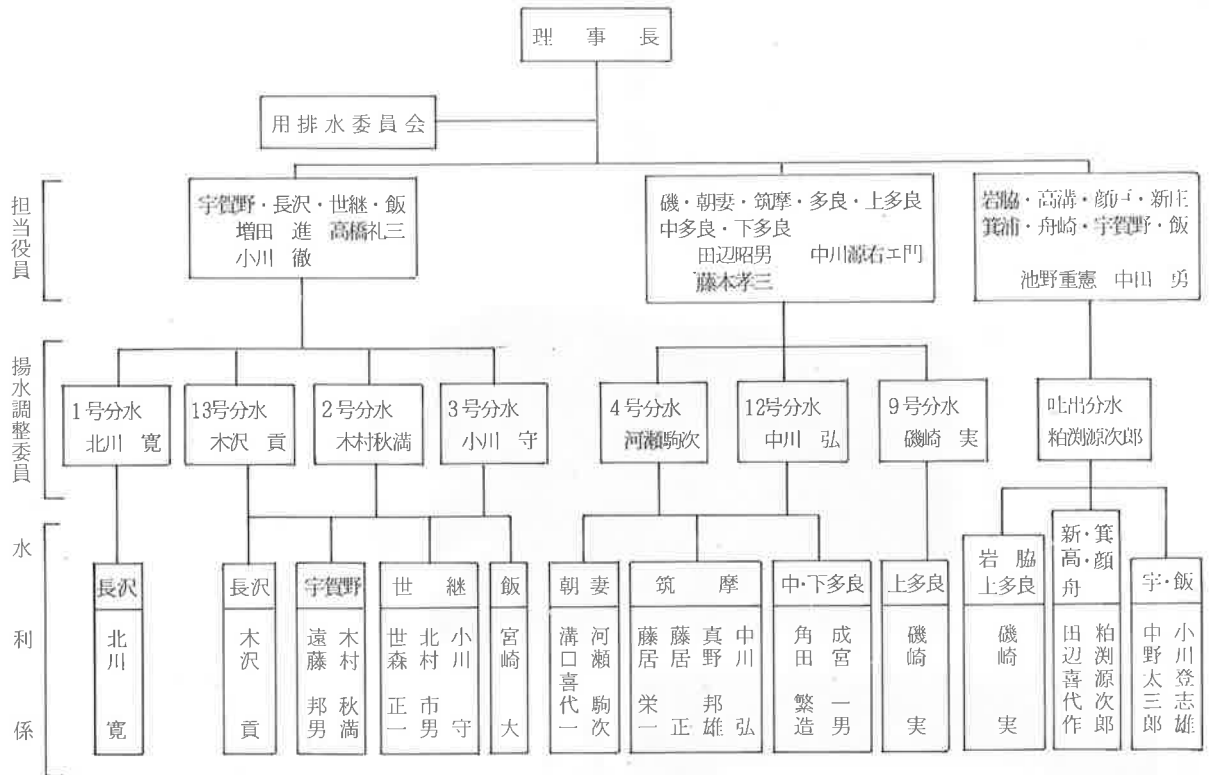 理事長
用排水委員会
担当役員
宇賀野・長沢・世継・飯
増田 進 高橋礼三
小川 徹
磯・朝妻・筑摩・多良・上多良
中多良・下多良
田辺昭男 中川源右エ門
藤本孝三
岩脇・高溝・顔戸・新庄
箕浦・舟崎・宇賀野・飯
池野重憲 中田 勇
揚水調整委員
1号分水
北川 寛
13号分水
木沢 貢
2号分水
木村秋満
3号分水
小川 守
4号分水
河瀬駒次
12号分水
中川 弘
9号分水
磯崎 実
吐出分水
粕渕源次郎
水利係
長沢
北川 寛
長沢
木沢 貢
宇賀野
木村秋満
遠藤邦男
世継
小川 守
北村市男
世森正一
飯
宮崎 大
朝妻
河瀬駒次
溝口喜代一
筑摩
中川 弘
真野邦雄
藤居 正
藤居栄一
中・下多良
成宮一男
角田繁造
上多良
磯崎 実
岩脇
上多良
磯崎 実
新・箕
高・顔
舟
粕渕源次郎
田辺喜代作
宇・飯
小川登志雄
中野太三郎